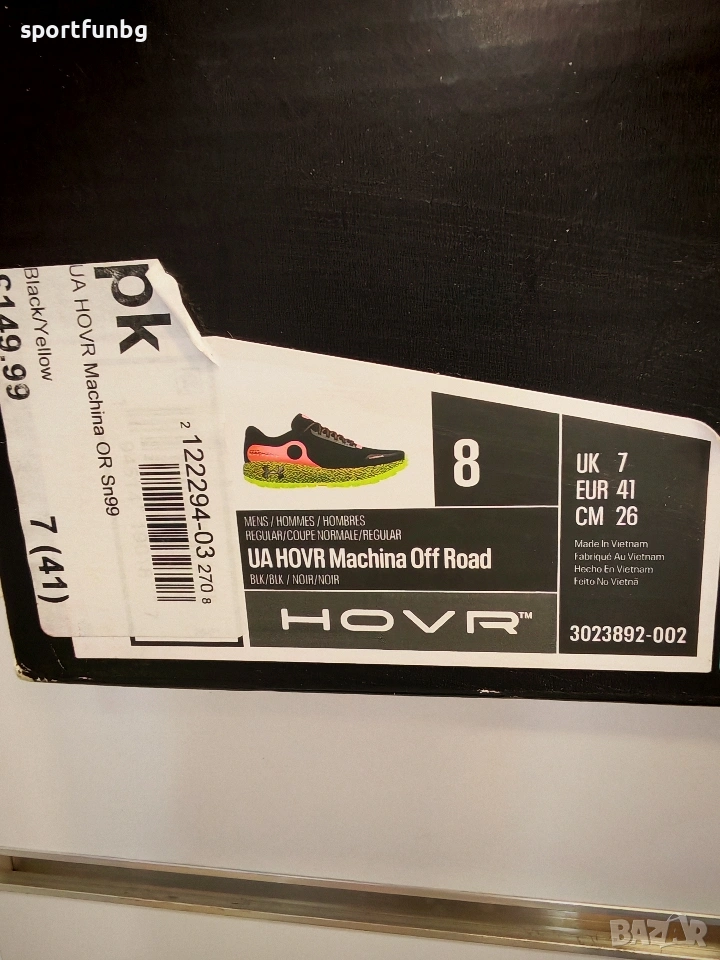 sportfunbg
pk
UA HOVR Machina OR Sn99
Black/Yellow
£149.99
7 (41)
2 122294-03 270 8
8
UK 7
EUR 41
CM 26
MENS / HOMMES / HOMBRES
REGULAR/COUPE NORMALE/REGULAR
UA HOVR Machina Off Road
BLK/BLK / NOIR/NOIR
Made In Vietnam
Fabriqué Au Vietnam
Hecho En Vietnam
Feito No Vietnã
HOVR™
3023892-002
BAZAR